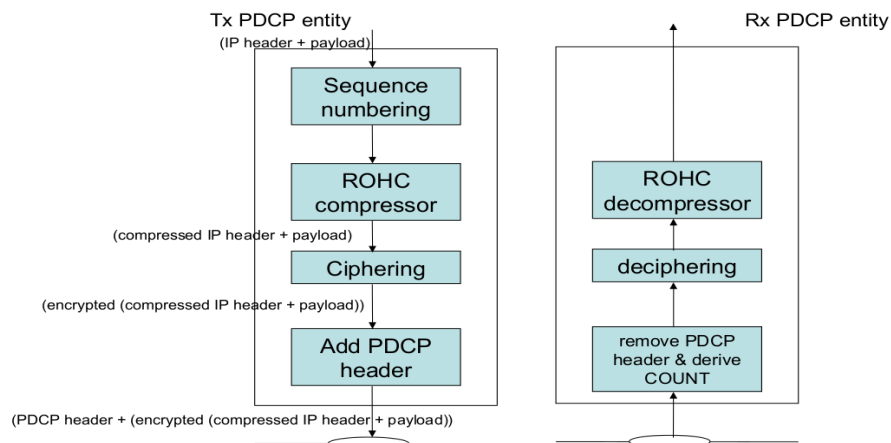 Tx PDCP entity
(IP header + payload)
Sequence
numbering
ROHC
compressor
(compressed IP header + payload)
Ciphering
(encrypted (compressed IP header + payload))
Add PDCP
header
(PDCP header + (encrypted (compressed IP header + payload))
Rx PDCP entity
ROHC
decompressor
deciphering
remove PDCP
header & derive
COUNT